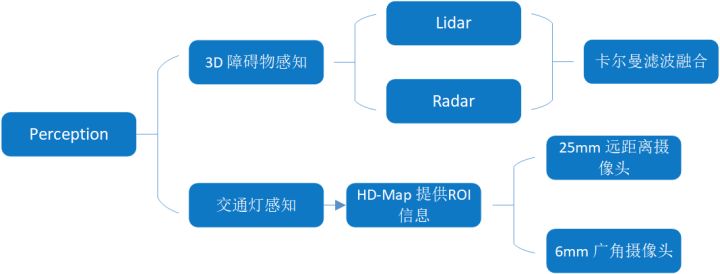 Perception
3D 障碍物感知
Lidar
Radar
卡尔曼滤波融合
交通灯感知
HD-Map 提供ROI
信息
25mm 远距离摄
像头
6mm 广角摄像头